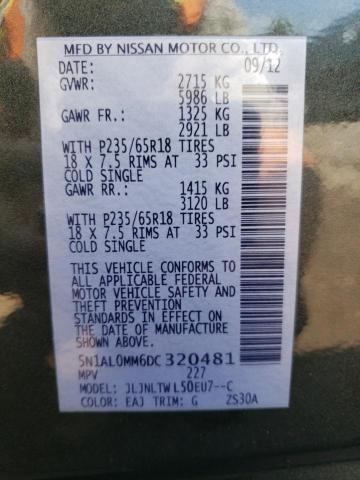 MFD BY NISSAN MOTOR CO., LTD.
DATE: 09/12
GVWR: 2715 KG
5986 LB
GAWR FR.: 1325 KG
2921 LB
WITH P235/65R18 TIRES
18 X 7.5 RIMS AT 33 PSI
COLD SINGLE
GAWR RR.: 1415 KG
3120 LB
WITH P235/65R18 TIRES
18 X 7.5 RIMS AT 33 PSI
COLD SINGLE
THIS VEHICLE CONFORMS TO
ALL APPLICABLE FEDERAL
MOTOR VEHICLE SAFETY AND
THEFT PREVENTION
STANDARDS IN EFFECT ON
THE DATE OF MANUFACTURE
SHOWN ABOVE.
5N1AL0MM6DC320481
MPV 227
MODEL: JLJNLTWL50EU7--C
COLOR: EAJ TRIM: G ZS30A